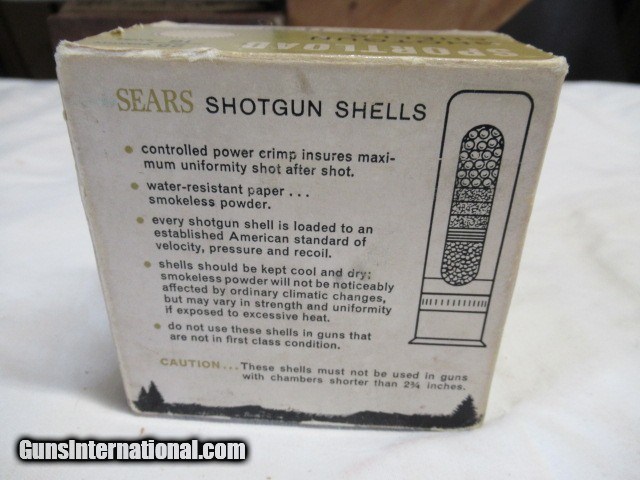 SHORTLOAD
SEARS SHOTGUN SHELLS
controlled power crimp insures maxi-
mum uniformity shot after shot.
water-resistant paper ...
smokeless powder.
every shotgun shell is loaded to an
established American standard of
velocity, pressure and recoil.
shells should be kept cool and dry;
smokeless powder will not be noticeably
affected by ordinary climatic changes,
but may vary in strength and uniformity
if exposed to excessive heat.
do not use these shells in guns that
are not in first class condition.
CAUTION... These shells must not be used in guns
with chambers shorter than 2¾ inches.
GunsInternational.com